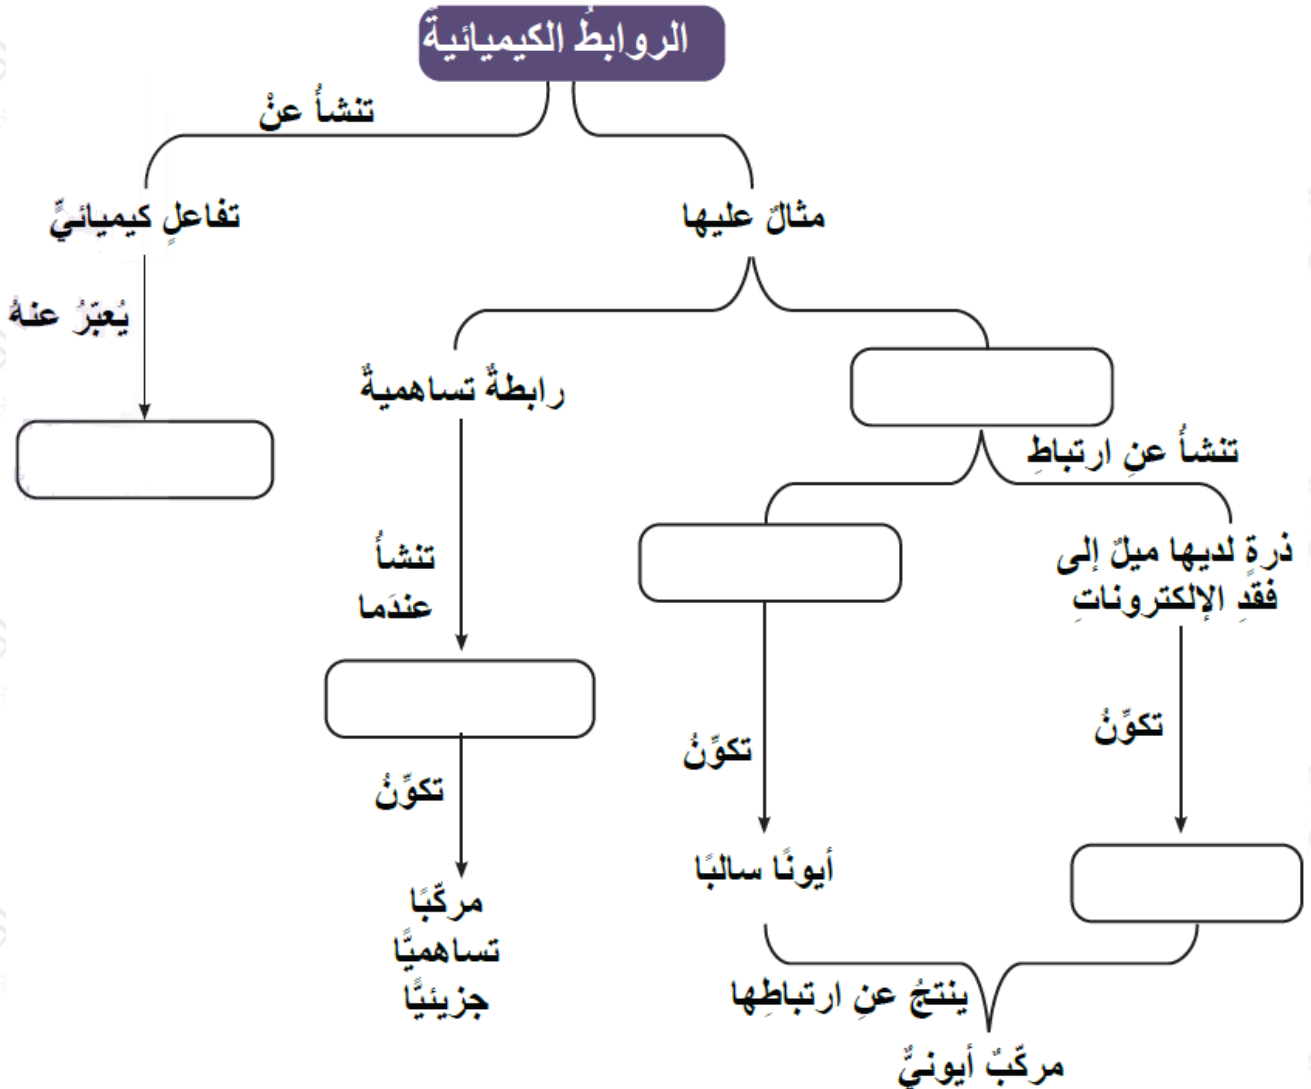 الروابطُ الكيميائيةُ
تنشأُ عنْ
تفاعلٍ كيميائيٍّ
مثالٌ عليها
يُعبّرُ عنهُ
رابطةٌ تساهميةٌ
تنشأُ عنِ ارتباطِ
ذرةٍ لديها ميلٌ إلى
فقدِ الإلكتروناتِ
تنشأُ
عندَما
تكوِّنُ
تكوِّنُ
تكوِّنُ
أيونًا سالبًا
مركّبًا
تساهميًّا
جزيئيًّا
ينتجُ عنِ ارتباطِها
مركّبٌ أيونيٌّ